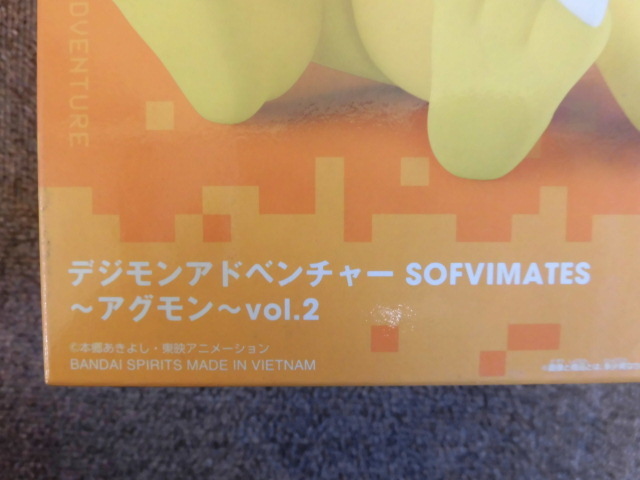 DVENTURE
デジモンアドベンチャー SOFVIMATES
～アグモン～vol.2
©本郷あきよし・東映アニメーション
BANDAI SPIRITS MADE IN VIETNAM